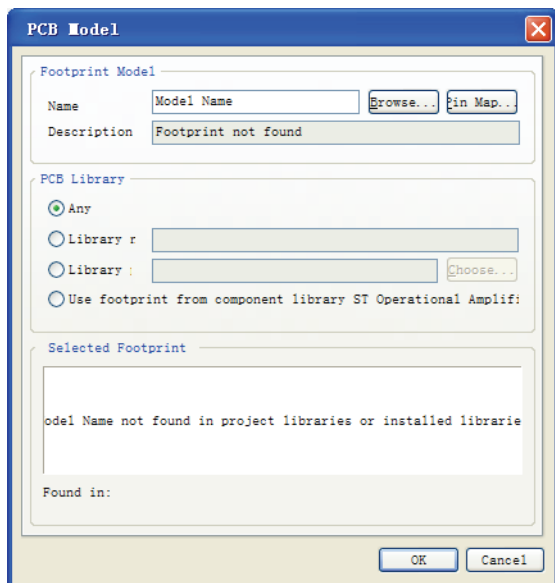 PCB Model
Footprint Model
Name Model Name Browse... Pin Map...
Description Footprint not found
PCB Library
Any
Library r
Library : Choose...
Use footprint from component library ST Operational Amplifi
Selected Footprint
odel Name not found in project libraries or installed librarie
Found in:
OK Cancel